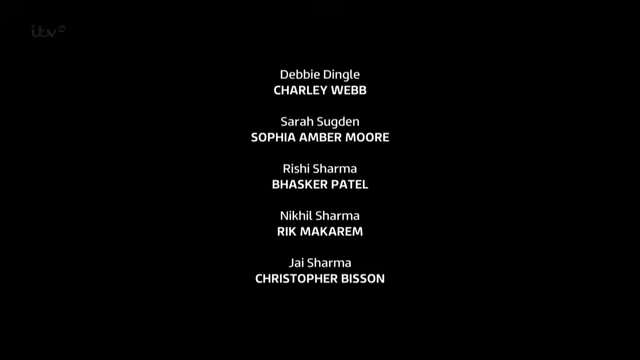 itv
Debbie Dingle
CHARLEY WEBB
Sarah Sugden
SOPHIA AMBER MOORE
Rishi Sharma
BHASKER PATEL
Nikhil Sharma
RIK MAKAREM
Jai Sharma
CHRISTOPHER BISSON